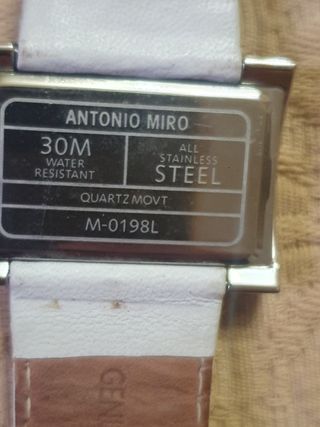 ANTONIO MIRO
30M
WATER
RESISTANT
ALL
STAINLESS
STEEL
QUARTZ MOVT
M-0198L